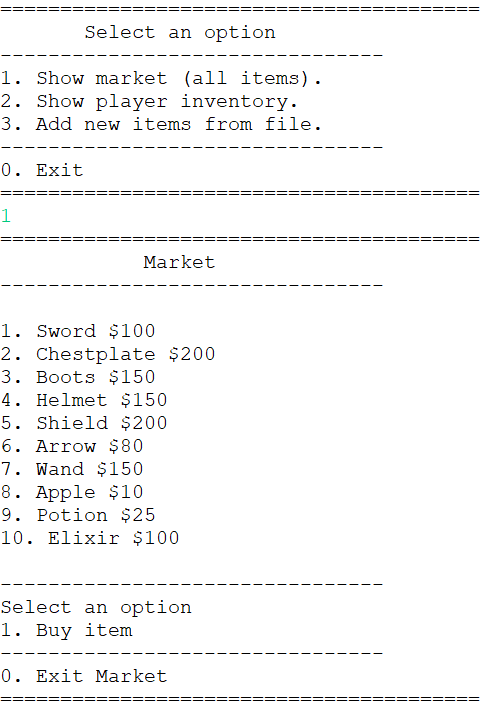 ========================================
       Select an option
--------------------------------
1. Show market (all items).
2. Show player inventory.
3. Add new items from file.
--------------------------------
0. Exit
========================================
1
========================================
            Market
--------------------------------
1. Sword $100
2. Chestplate $200
3. Boots $150
4. Helmet $150
5. Shield $200
6. Arrow $80
7. Wand $150
8. Apple $10
9. Potion $25
10. Elixir $100
--------------------------------
Select an option
1. Buy item
--------------------------------
0. Exit Market
========================================